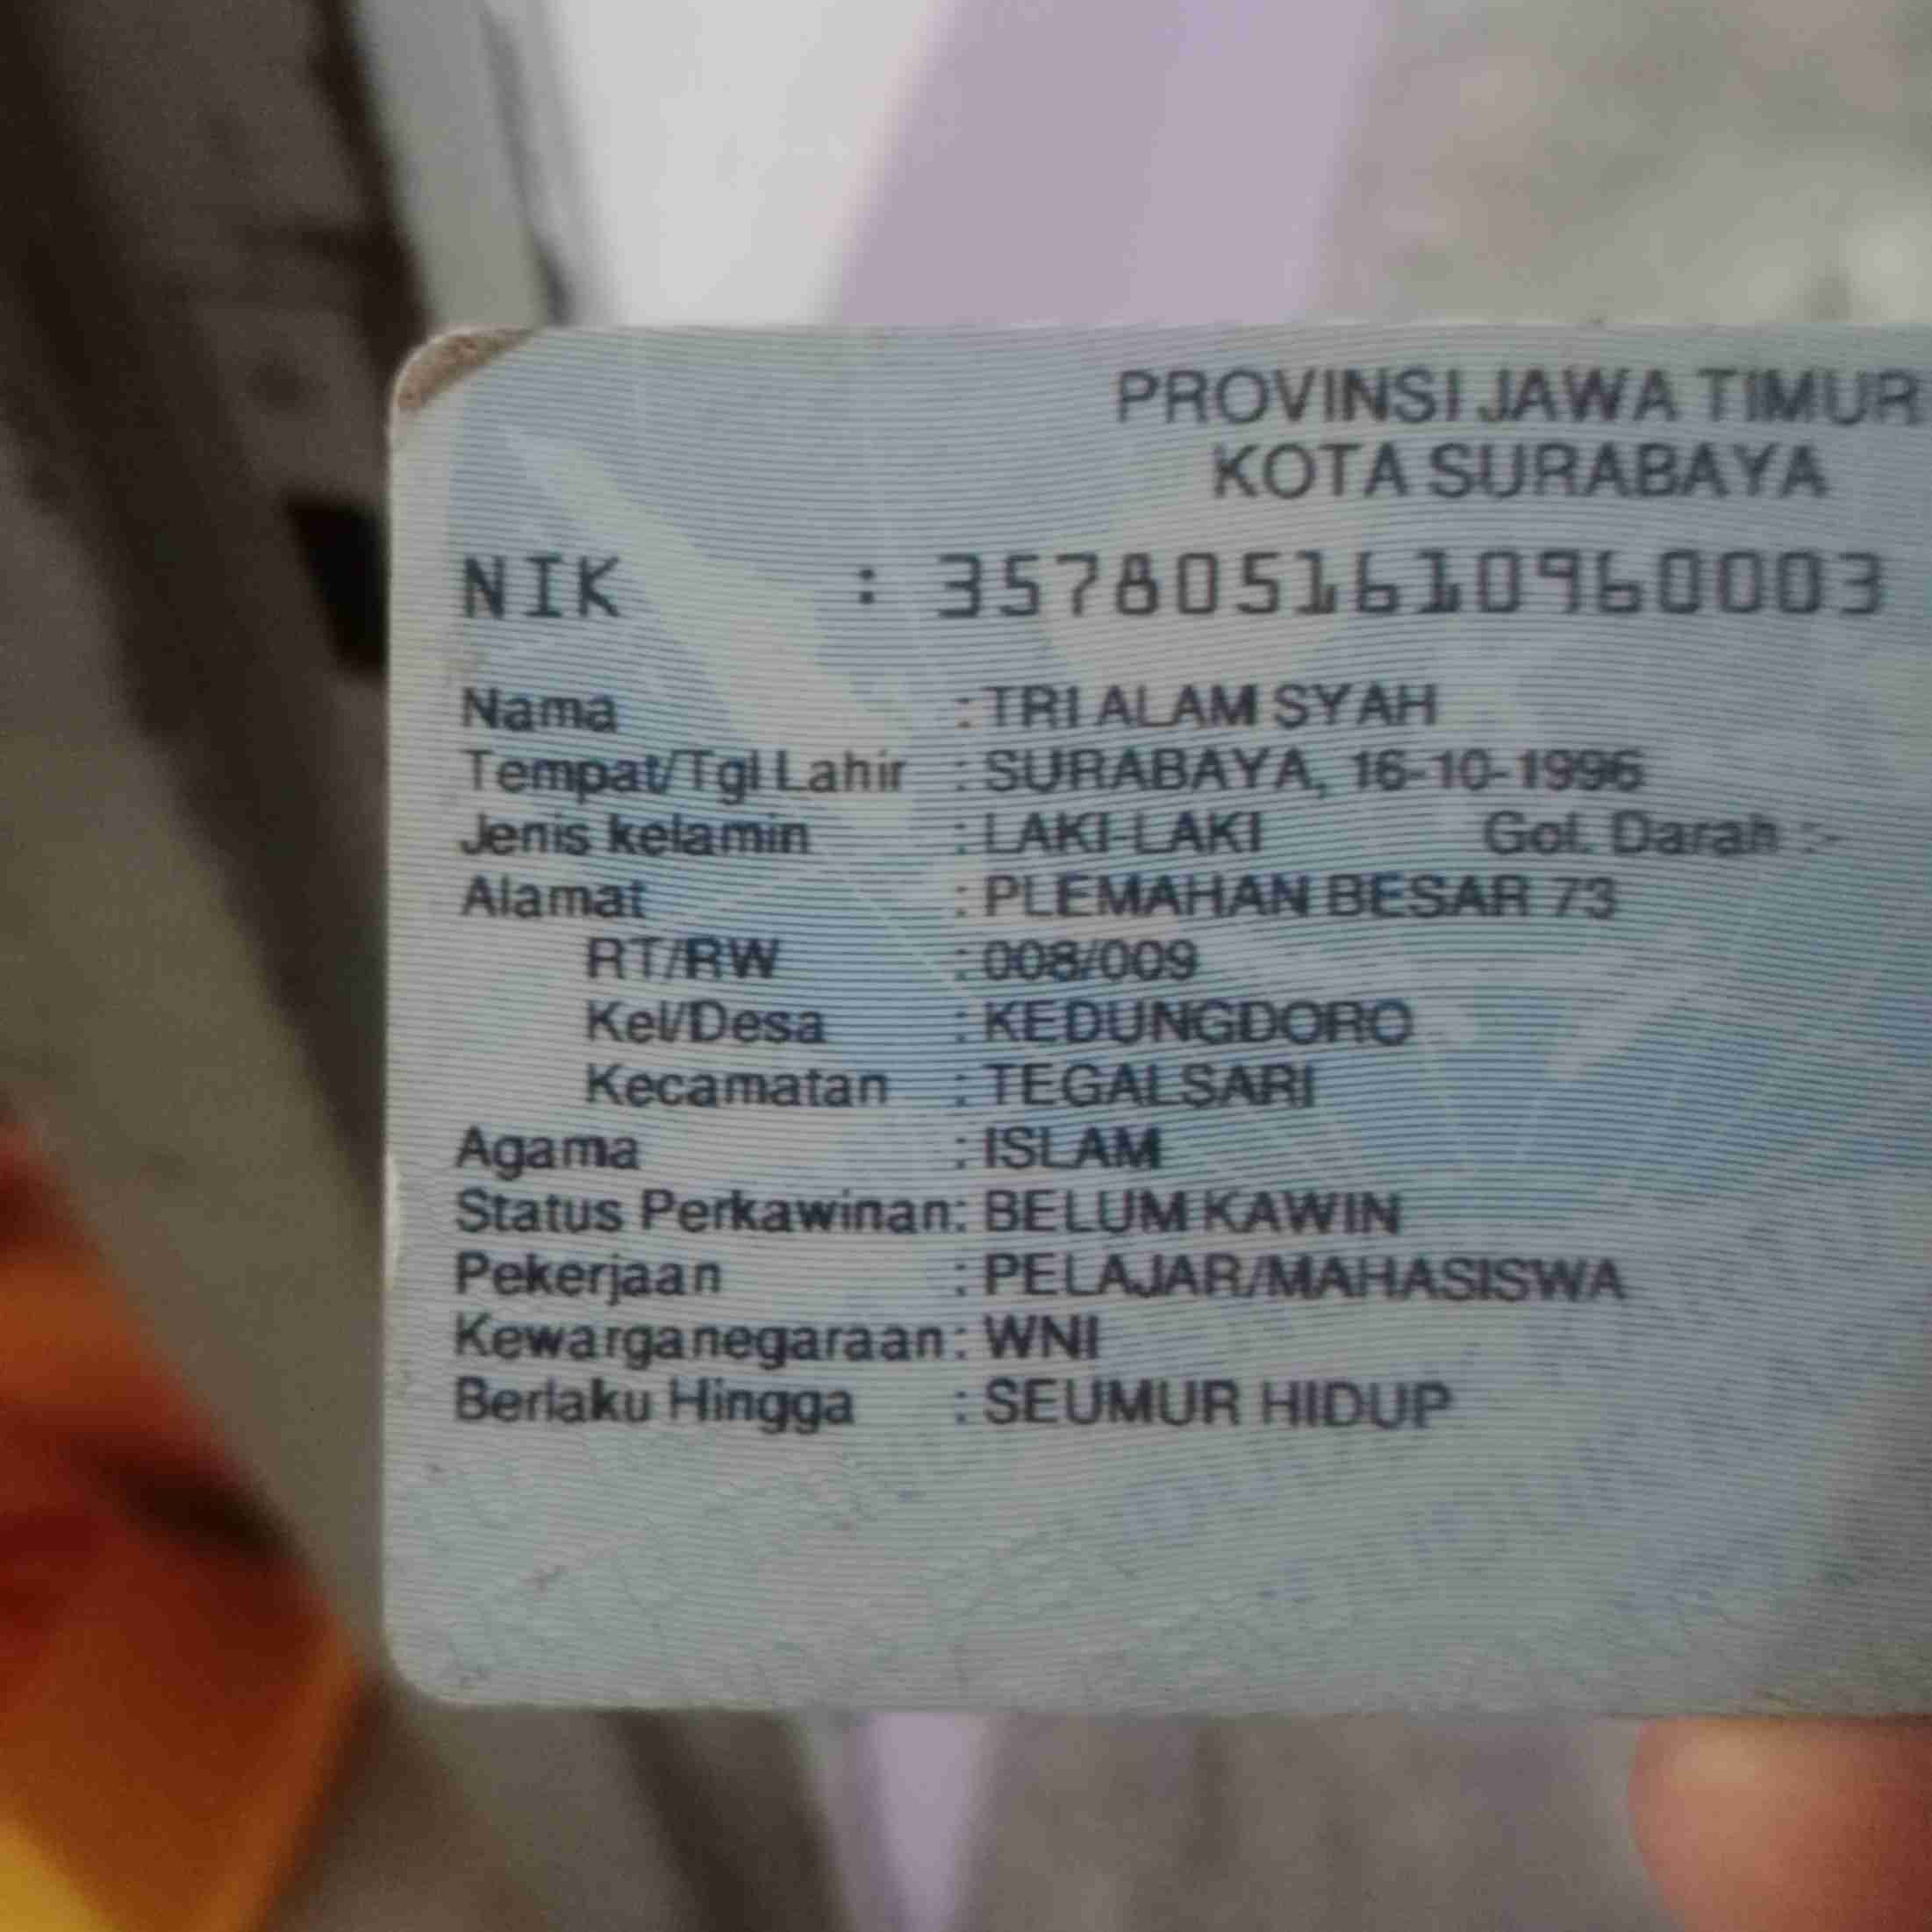 PROVINSI JAWA TIMUR
KOTA SURABAYA
NIK : 3578051610960003
Nama : TRI ALAM SYAH
Tempat/Tgl Lahir : SURABAYA, 16-10-1996
Jenis kelamin : LAKI-LAKI Gol. Darah :-
Alamat : PLEMAHAN BESAR 73
RT/RW : 008/009
Kel/Desa : KEDUNGDORO
Kecamatan : TEGALSARI
Agama : ISLAM
Status Perkawinan: BELUM KAWIN
Pekerjaan : PELAJAR/MAHASISWA
Kewarganegaraan: WNI
Berlaku Hingga : SEUMUR HIDUP